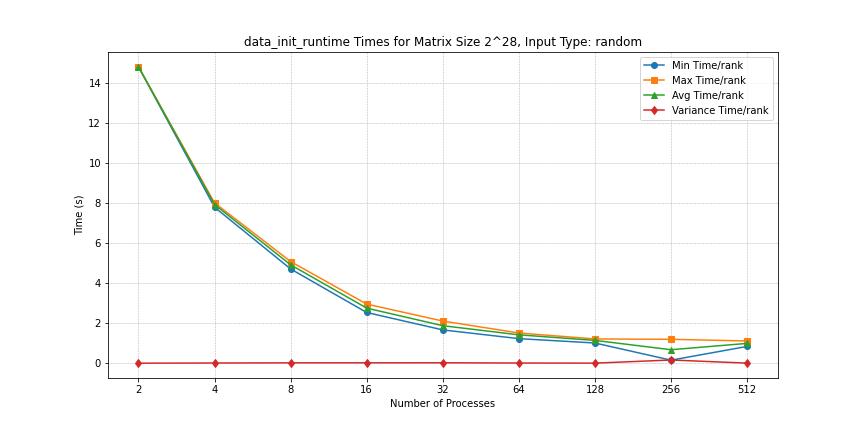 data_init_runtime Times for Matrix Size 2^28, Input Type: random
Min Time/rank
Max Time/rank
Avg Time/rank
Variance Time/rank
Time (s)
14
12
10
8
6
4
2
0
2 4 8 16 32 64 128 256 512
Number of Processes